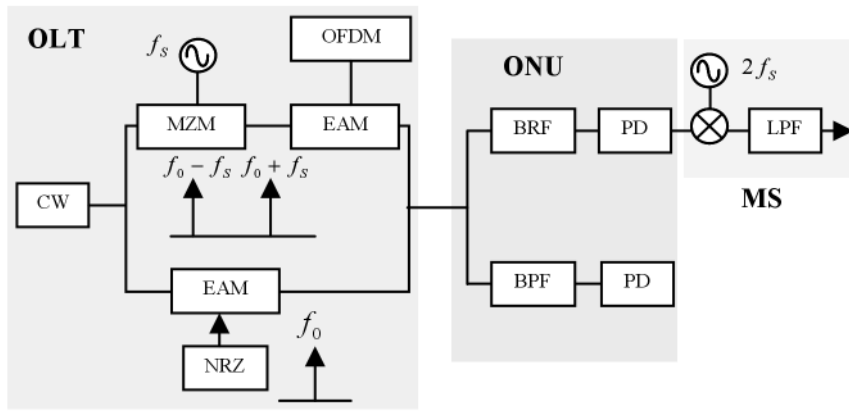 OLT
f_S
OFDM
MZM
EAM
f_0 − f_S
f_0 + f_S
CW
EAM
NRZ
f_0
ONU
BRF
PD
BPF
PD
2f_S
LPF
MS